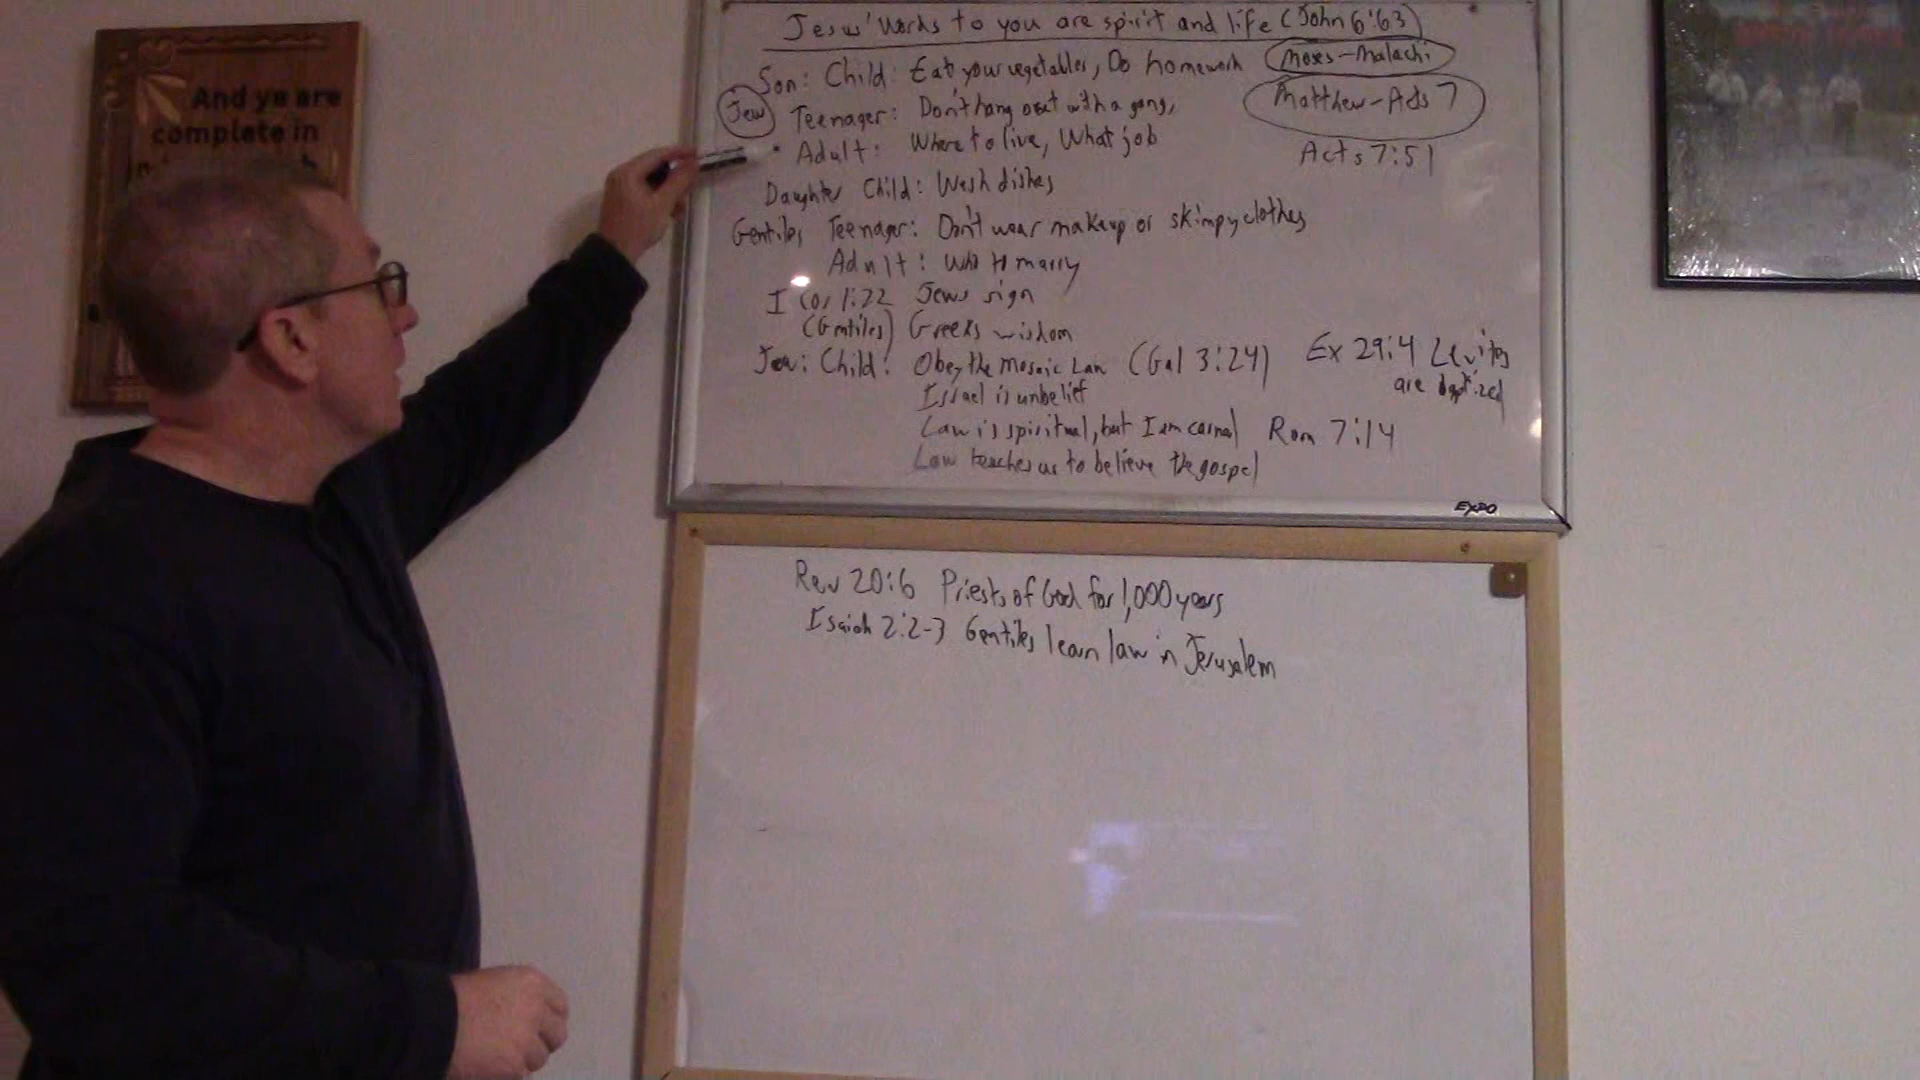 And ye are
complete in
Jesus' Words to you are spirit and life (John 6:63)
Son: Child: Eat your vegetables, Do homework
Moses-Malachi
Jew
Teenager: Don't hang out with a gang,
Matthew-Acts 7
Adult: Where to live, What job
Acts 7:51
Daughter Child: Wash dishes
Gentiles Teenager: Don't wear makeup or skimpy clothes
Adult: Who to marry
I Cor 1:22 Jews sign
(Gentiles) Greeks wisdom
Jew: Child: Obey the Mosaic Law (Gal 3:24)
Ex 29:4 Levites
are baptized
Israel is unbelief
Law is spiritual, but I am carnal Rom 7:14
Law teaches us to believe the gospel
EXPO
Rev 20:6 Priests of God for 1,000 years
Isaiah 2:2-3 Gentiles learn law in Jerusalem